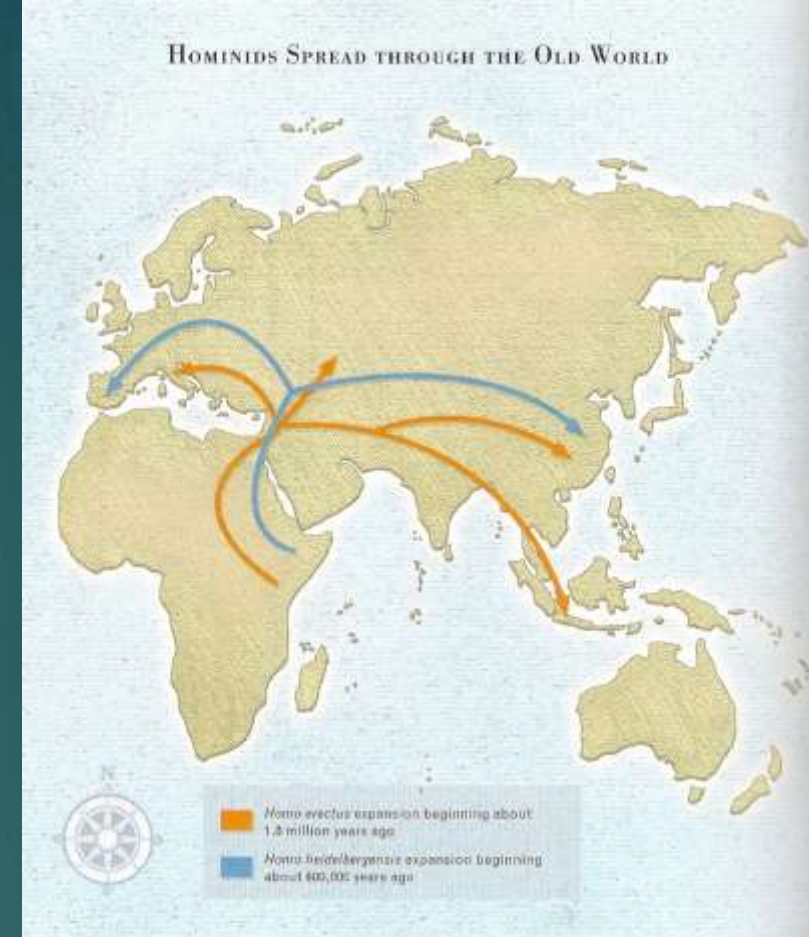 HOMINIDS SPREAD THROUGH THE OLD WORLD
N
Homo erectus expansion beginning about
1.8 million years ago
Homo heidelbergensis expansion beginning
about 600,000 years ago